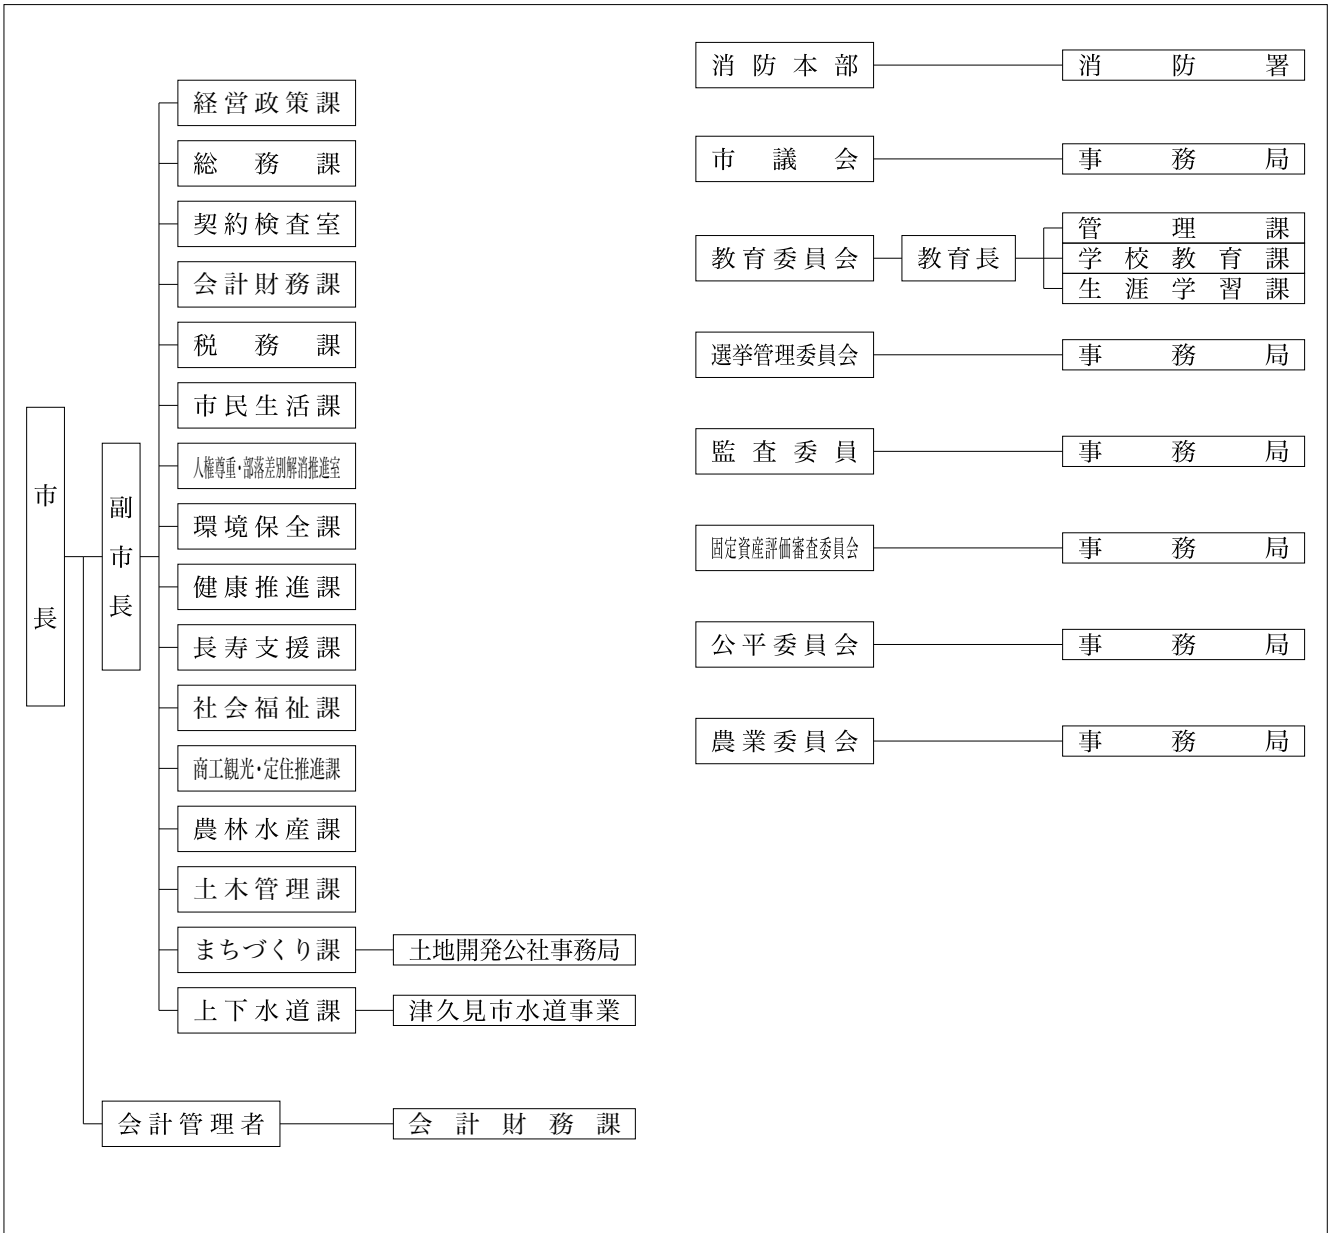 市長
副市長
経営政策課
総務課
契約検査室
会計財務課
税務課
市民生活課
人権尊重・部落差別解消推進室
環境保全課
健康推進課
長寿支援課
社会福祉課
商工観光・定住推進課
農林水産課
土木管理課
まちづくり課
土地開発公社事務局
上下水道課
津久見市水道事業
会計管理者
会計財務課
消防本部
消防署
市議会
事務局
教育委員会
教育長
管理課
学校教育課
生涯学習課
選挙管理委員会
事務局
監査委員
事務局
固定資産評価審査委員会
事務局
公平委員会
事務局
農業委員会
事務局